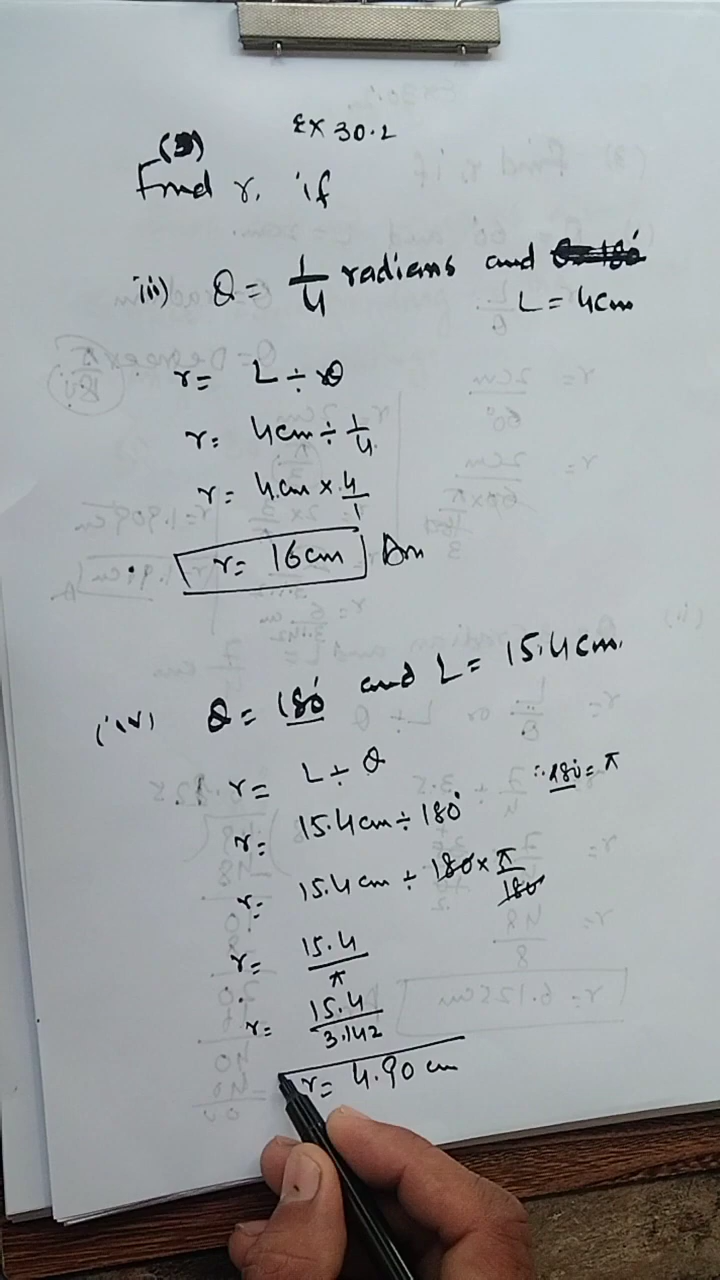 Ex 30.2
(3)
Find r, if
iii) θ = 1/4 radians and
L = 4cm
r = L ÷ θ
r = 4cm ÷ 1/4
r = 4cm × 4/1
r = 16cm Ans
(iv) θ = 180° and L = 15.4cm.
r = L ÷ θ
∴ 180° = π
r = 15.4cm ÷ 180°
r = 15.4cm ÷ 180 × π/180
r = 15.4/π
r = 15.4/3.142
r = 4.90 cm